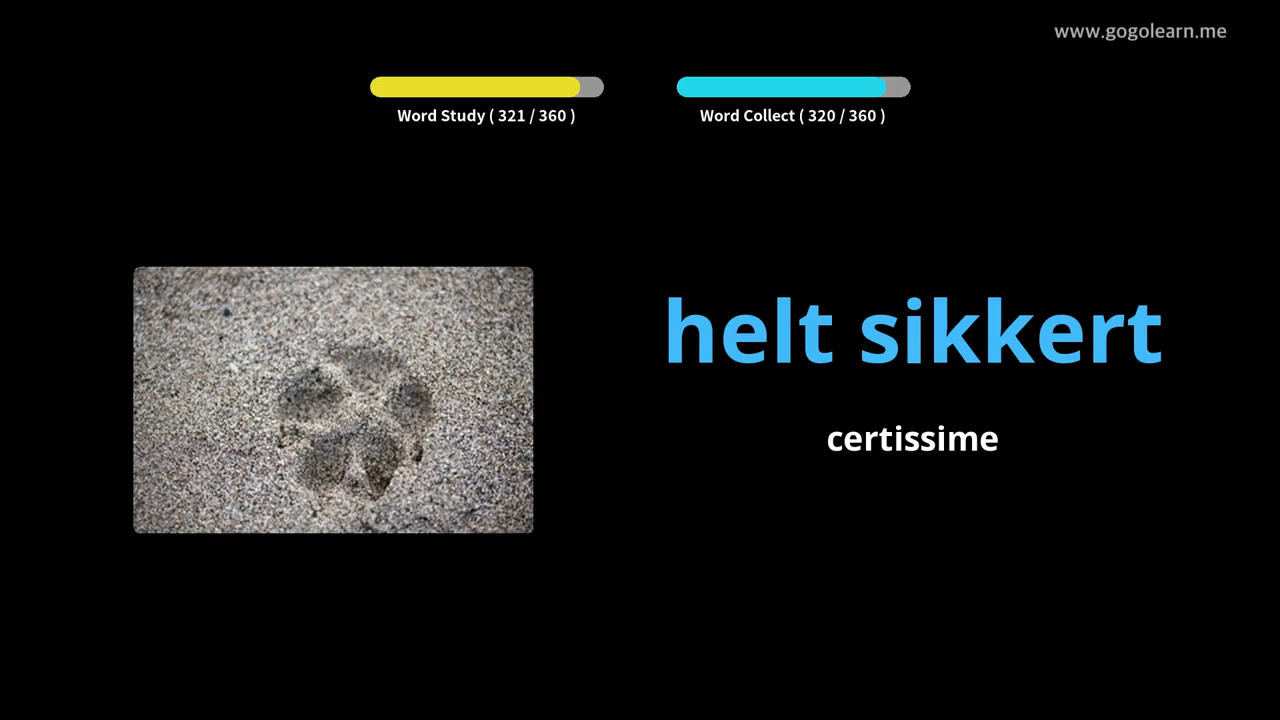 www.gogolearn.me
Word Study ( 321 / 360 )
Word Collect ( 320 / 360 )
helt sikkert
certissime